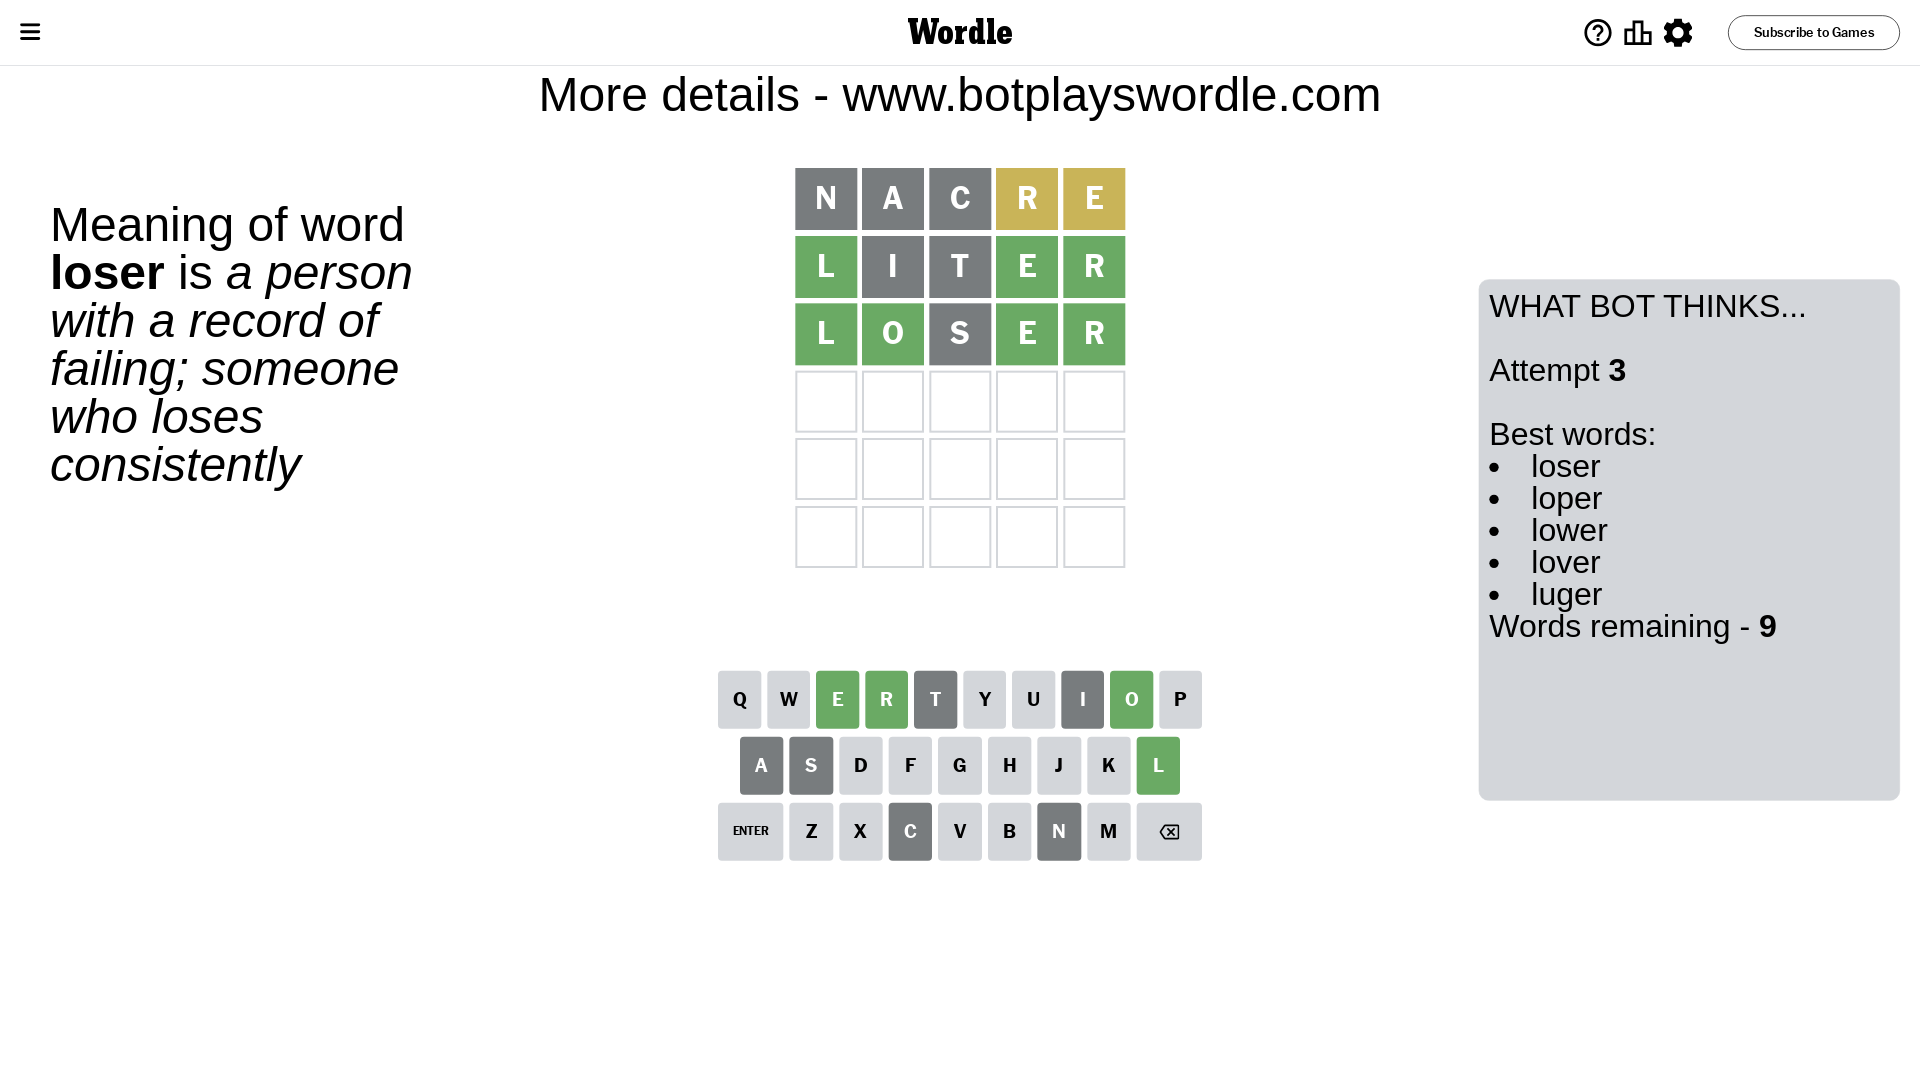 Wordle
Subscribe to Games
More details - www.botplayswordle.com
Meaning of word
loser is a person
with a record of
failing; someone
who loses
consistently
N A C R E
L I T E R
L O S E R
WHAT BOT THINKS...
Attempt 3
Best words:
• loser
• loper
• lower
• lover
• luger
Words remaining - 9
Q W E R T Y U I O P
A S D F G H J K L
ENTER Z X C V B N M